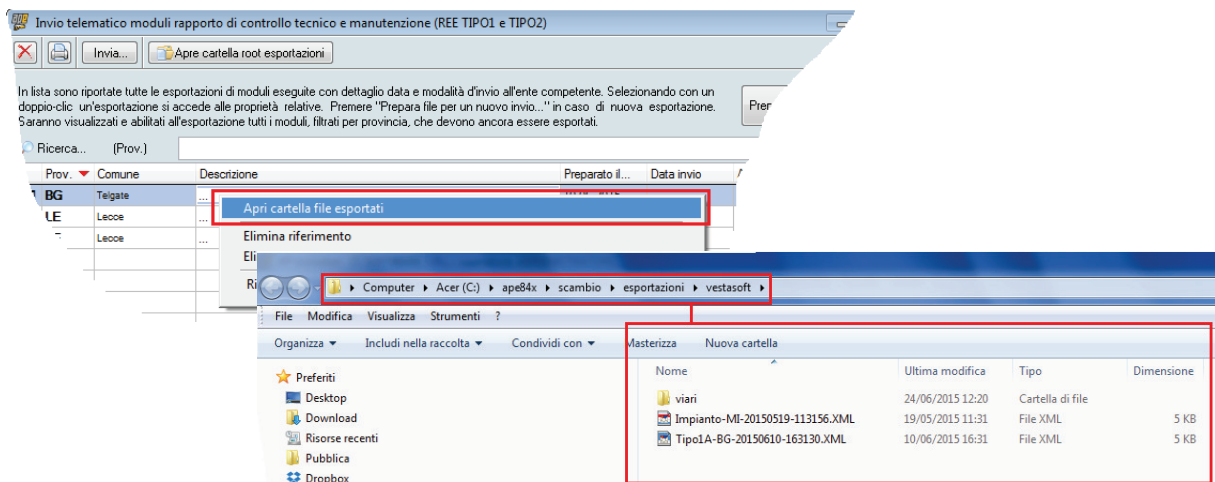 Invio telematico moduli rapporto di controllo tecnico e manutenzione (REE TIPO1 e TIPO2)
Invia... Apre cartella root esportazioni
In lista sono riportate tutte le esportazioni di moduli eseguite con dettaglio data e modalità d'invio all'ente competente. Selezionando con un
doppio-clic un'esportazione si accede alle proprietà relative. Premere "Prepara file per un nuovo invio..." in caso di nuova esportazione.
Saranno visualizzati e abilitati all'esportazione tutti i moduli, filtrati per provincia, che devono ancora essere esportati.
Ricerca... (Prov.)
Prov. Comune Descrizione Preparato il... Data invio
BG Telgate ...
LE Lecce ...
Lecce ...
Apri cartella file esportati
Elimina riferimento
Computer Acer (C:) ape84x scambio esportazioni vestasoft
File Modifica Visualizza Strumenti ?
Organizza Includi nella raccolta Condividi con Masterizza Nuova cartella
Preferiti
Desktop
Download
Risorse recenti
Pubblica
Dropbox
Nome Ultima modifica Tipo Dimensione
viari 24/06/2015 12:20 Cartella di file
Impianto-MI-20150519-113156.XML 19/05/2015 11:31 File XML 5 KB
Tipo1A-BG-20150610-163130.XML 10/06/2015 16:31 File XML 5 KB